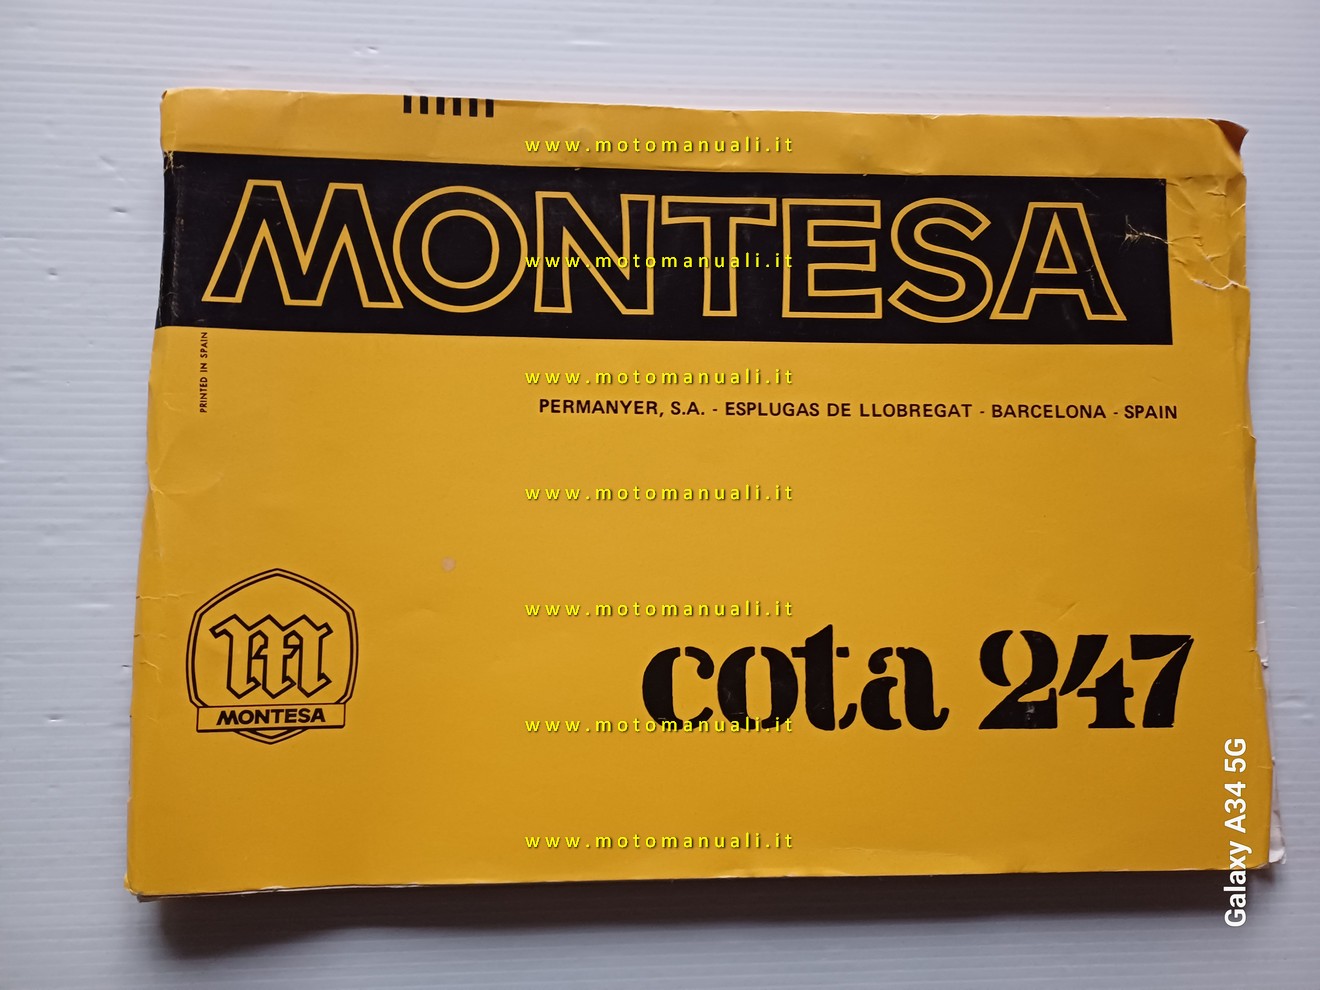 www.motomanuali.it
MONTESA
www.motomanuali.it
PRINTED IN SPAIN
www.motomanuali.it
PERMANYER, S.A. - ESPLUGAS DE LLOBREGAT - BARCELONA - SPAIN
www.motomanuali.it
m
MONTESA
www.motomanuali.it
cota 247
www.motomanuali.it
www.motomanuali.it
Galaxy A34 5G